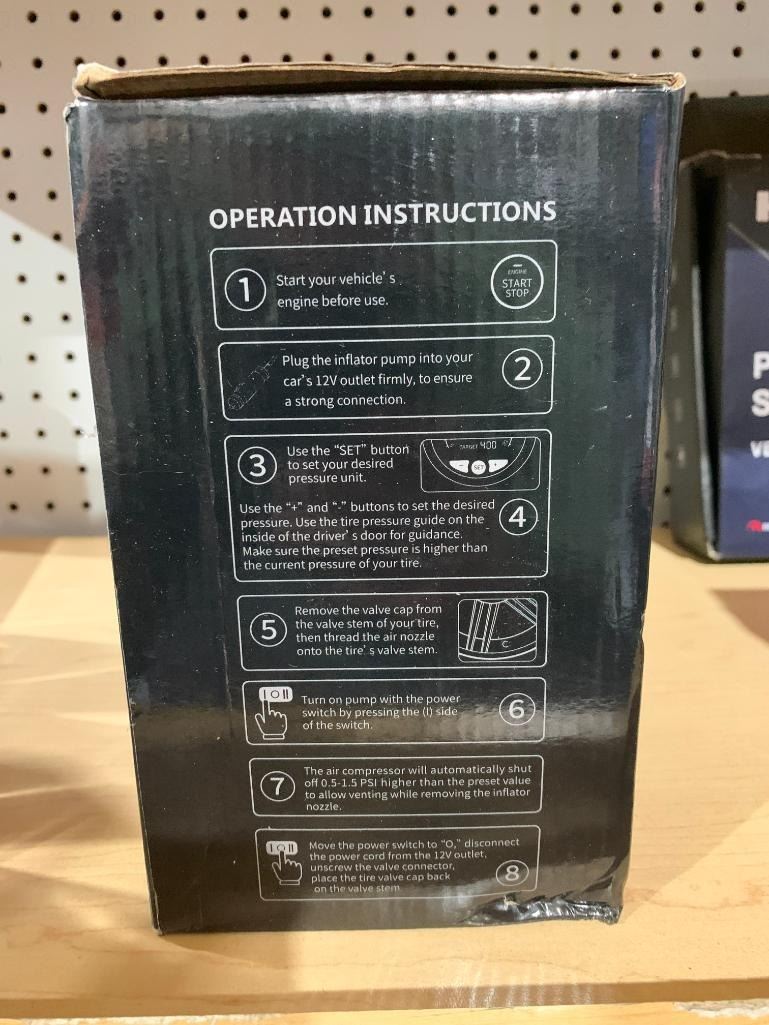 OPERATION INSTRUCTIONS
1
Start your vehicle's
engine before use.
ENGINE
START
STOP
Plug the inflator pump into your
car's 12V outlet firmly, to ensure
a strong connection.
2
3
Use the "SET" button
to set your desired
pressure unit.
TARGET 400
- SET +
Use the "+" and "-" buttons to set the desired
pressure. Use the tire pressure guide on the
inside of the driver's door for guidance.
Make sure the preset pressure is higher than
the current pressure of your tire.
4
5
Remove the valve cap from
the valve stem of your tire,
then thread the air nozzle
onto the tire's valve stem.
I O II
Turn on pump with the power
switch by pressing the (I) side
of the switch.
6
7
The air compressor will automatically shut
off 0.5-1.5 PSI higher than the preset value
to allow venting while removing the inflator
nozzle.
I O II
Move the power switch to "O," disconnect
the power cord from the 12V outlet,
unscrew the valve connector,
place the tire valve cap back
on the valve stem.
8